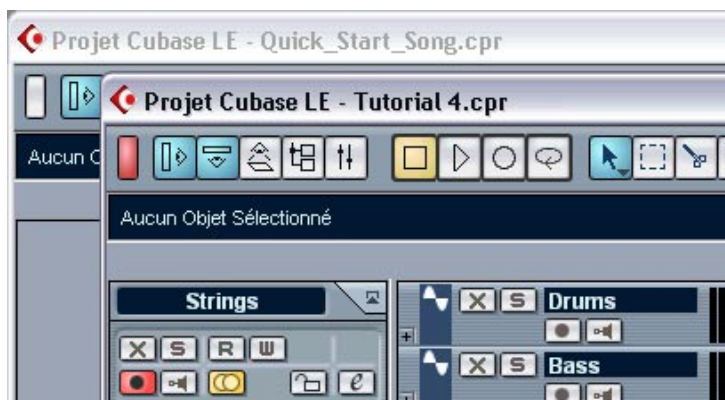 Projet Cubase LE - Quick_Start_Song.cpr
Projet Cubase LE - Tutorial 4.cpr
Aucun O
Aucun Objet Sélectionné
Strings
X S Drums
X S R W
X S Bass
e